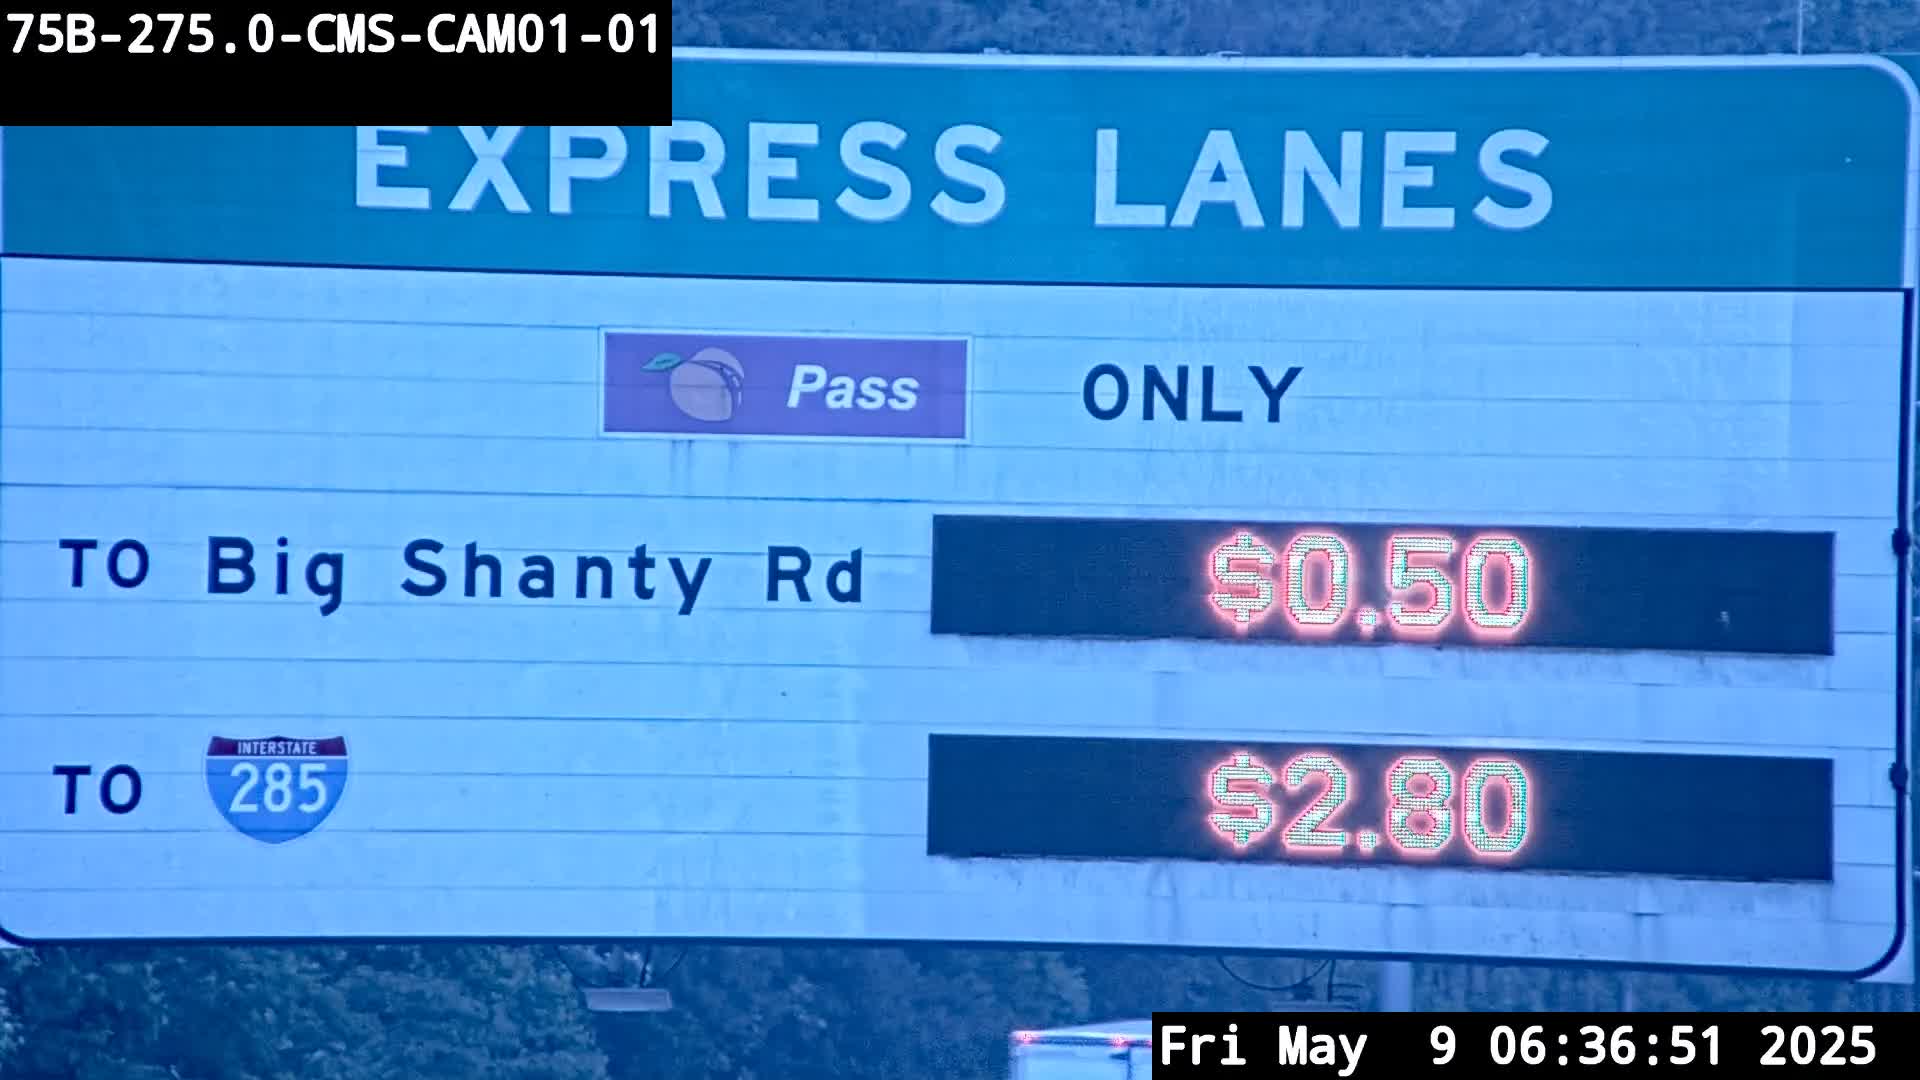 75B-275.0-CMS-CAM01-01
EXPRESS LANES
Pass ONLY
TO Big Shanty Rd $0.50
TO INTERSTATE 285 $2.80
Fri May 9 06:36:51 2025